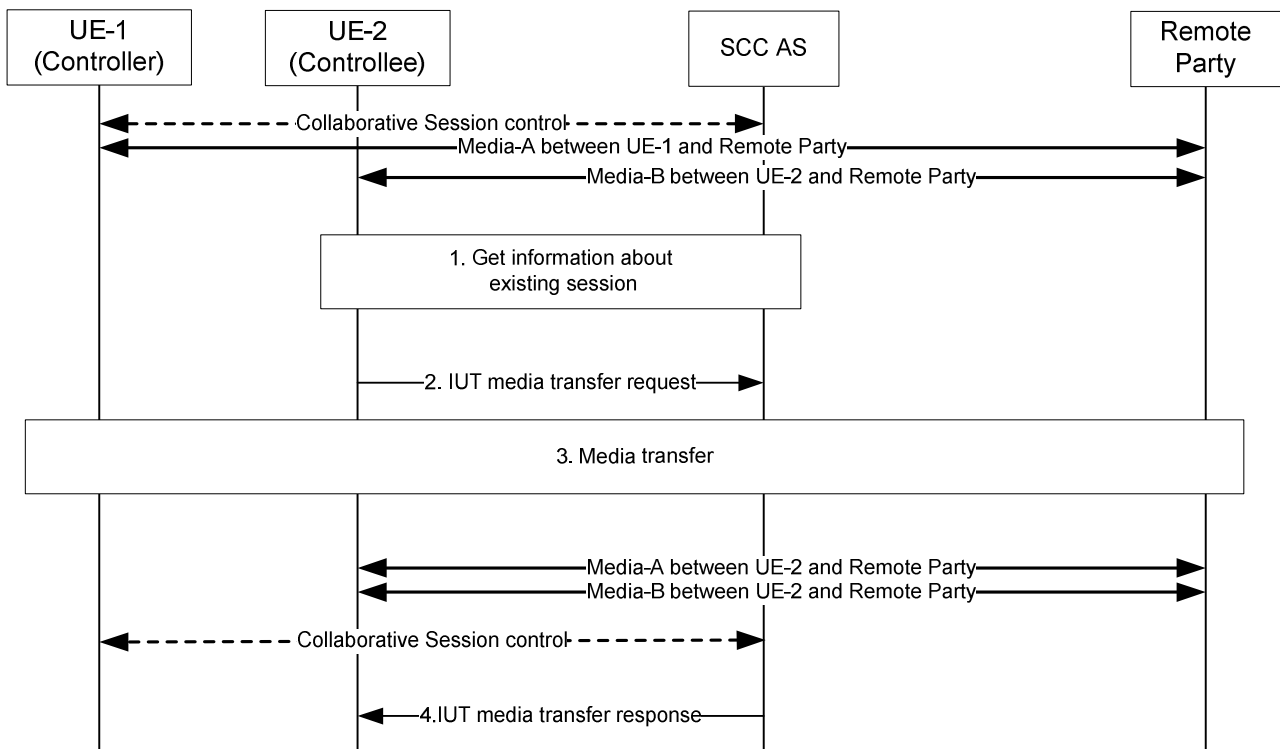 UE-1
(Controller)
UE-2
(Controllee)
SCC AS
Remote
Party
Collaborative Session control
Media-A between UE-1 and Remote Party
Media-B between UE-2 and Remote Party
1. Get information about
existing session
2. IUT media transfer request
3. Media transfer
Media-A between UE-2 and Remote Party
Media-B between UE-2 and Remote Party
Collaborative Session control
4.IUT media transfer response